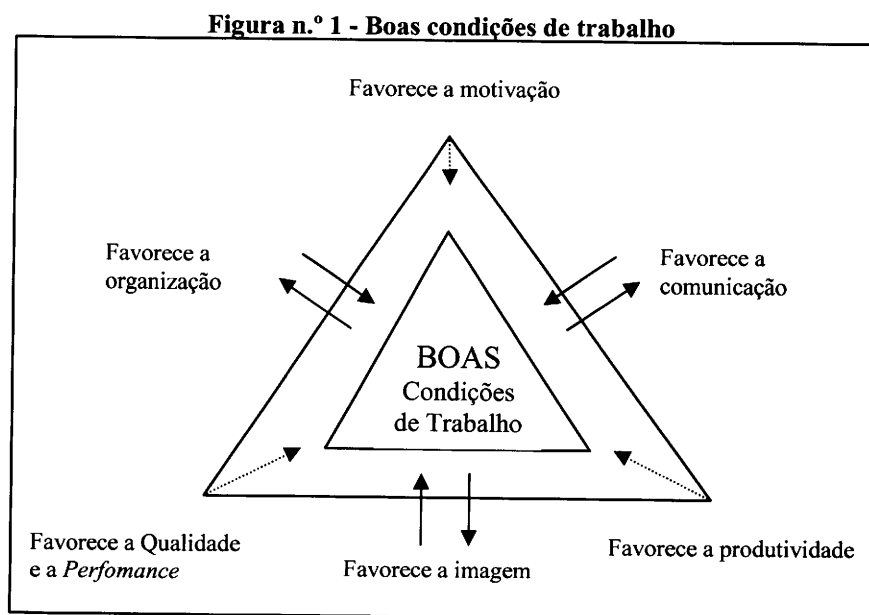 Figura n.º 1 - Boas condições de trabalho
Favorece a motivação
Favorece a
organização
Favorece a
comunicação
BOAS
Condições
de Trabalho
Favorece a Qualidade
e a Perfomance
Favorece a imagem
Favorece a produtividade